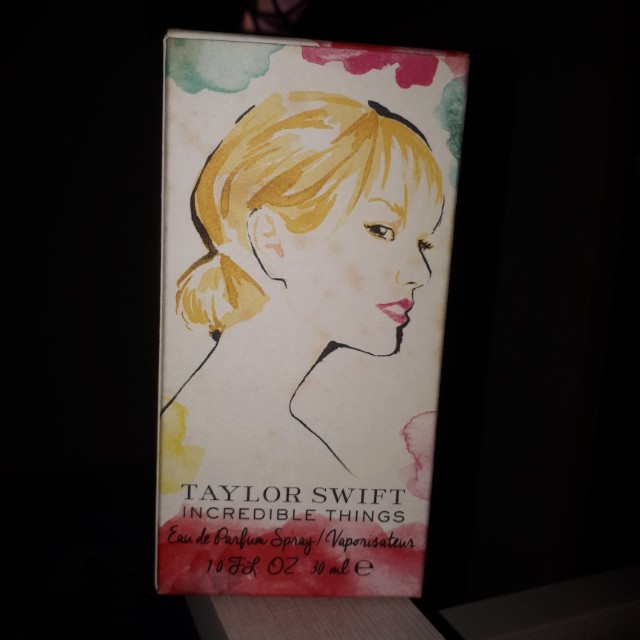 TAYLOR SWIFT
INCREDIBLE THINGS
Eau de Parfum Spray / Vaporisateur
1.0 FL OZ 30 ml e